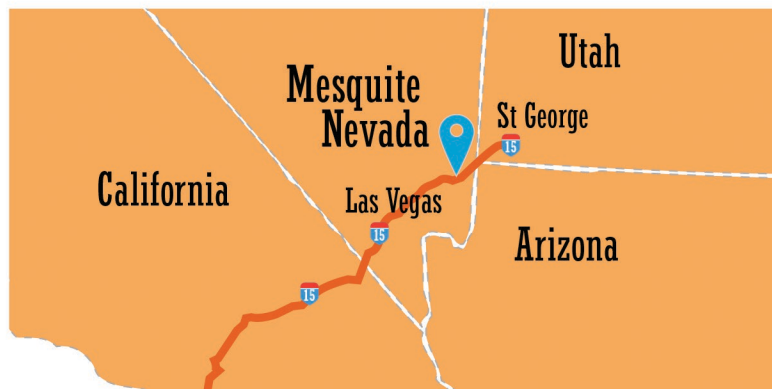 Utah
Mesquite
Nevada
St George
15
California
Las Vegas
15
Arizona
15